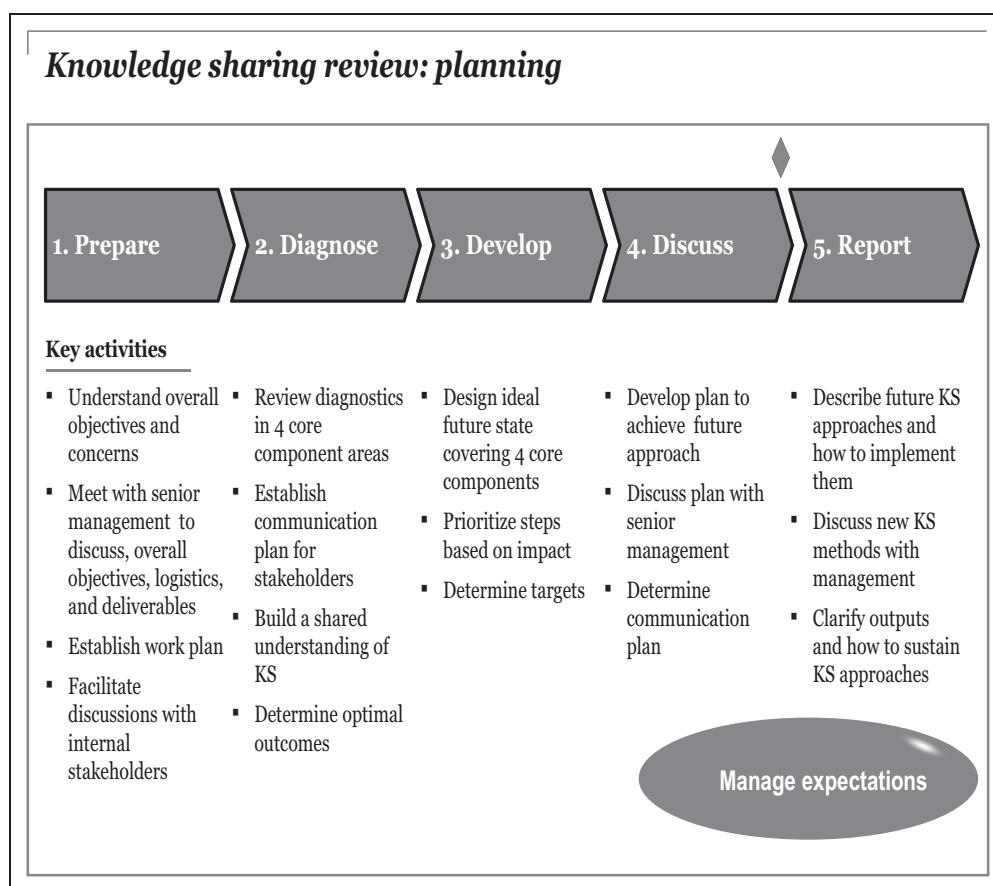 Knowledge sharing review: planning
1. Prepare
2. Diagnose
3. Develop
4. Discuss
5. Report
Key activities
▪ Understand overall
objectives and
concerns
▪ Meet with senior
management to
discuss, overall
objectives, logistics,
and deliverables
▪ Establish work plan
▪ Facilitate
discussions with
internal
stakeholders
▪ Review diagnostics
in 4 core
component areas
▪ Establish
communication
plan for
stakeholders
▪ Build a shared
understanding of
KS
▪ Determine optimal
outcomes
▪ Design ideal
future state
covering 4 core
components
▪ Prioritize steps
based on impact
▪ Determine targets
▪ Develop plan to
achieve future
approach
▪ Discuss plan with
senior
management
▪ Determine
communication
plan
▪ Describe future KS
approaches and
how to implement
them
▪ Discuss new KS
methods with
management
▪ Clarify outputs
and how to sustain
KS approaches
Manage expectations